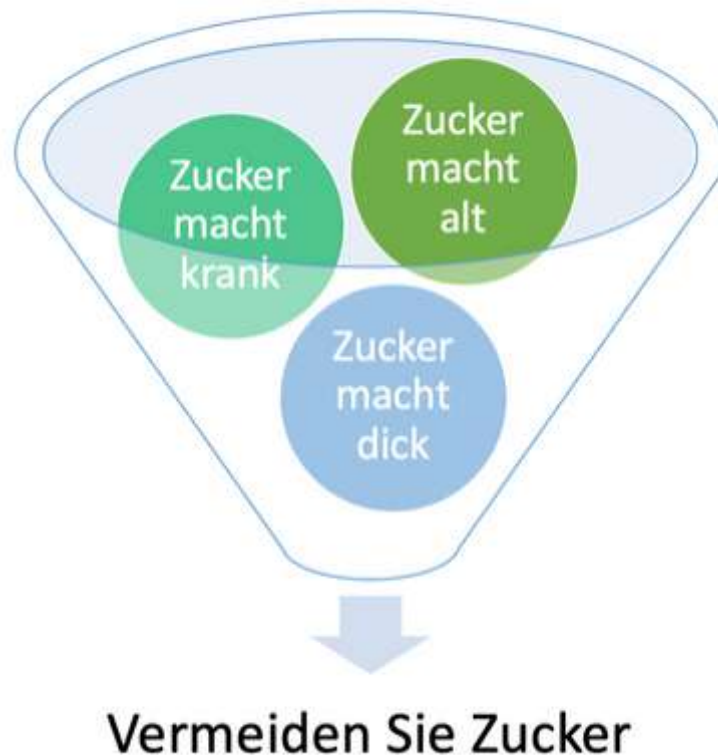 Zucker
macht
krank
Zucker
macht
alt
Zucker
macht
dick
Vermeiden Sie Zucker